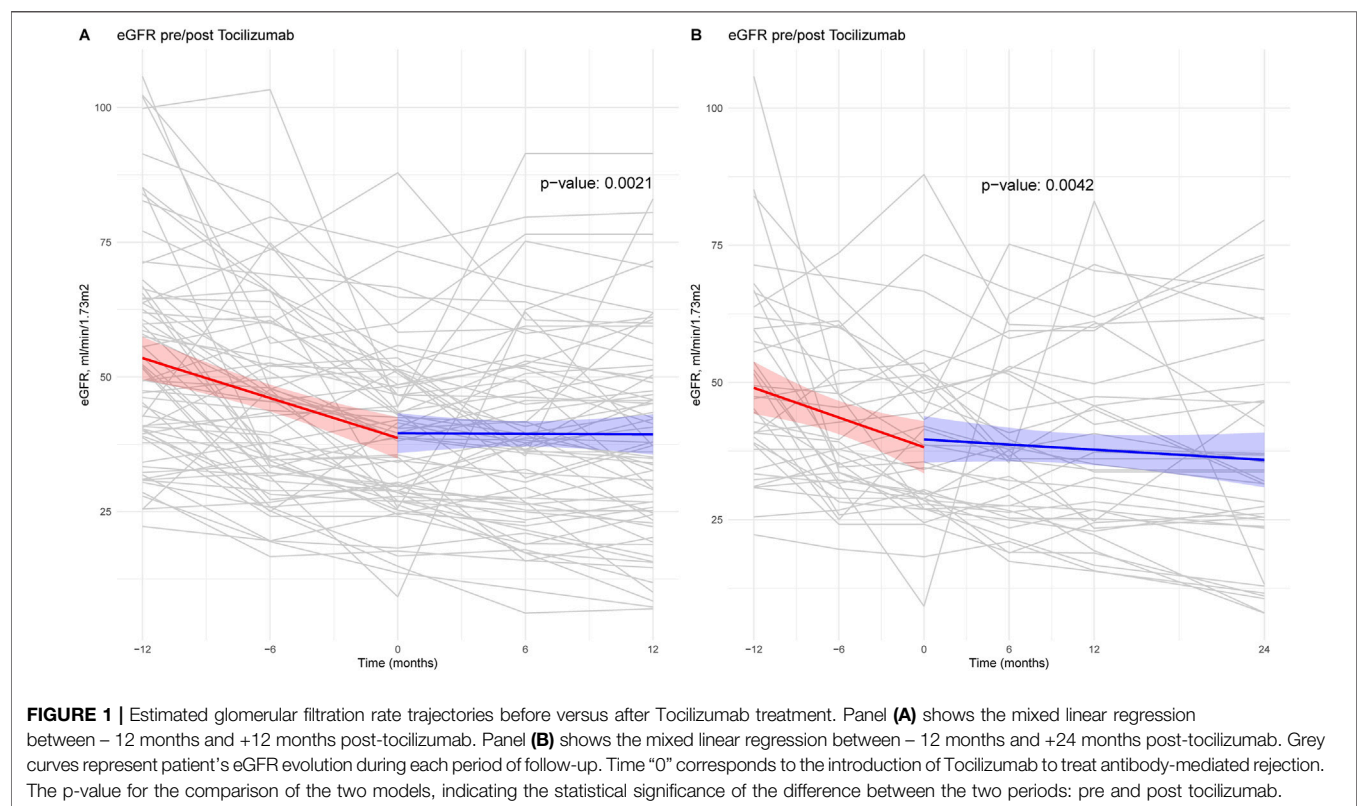 A eGFR pre/post Tocilizumab
100
75
50
25
eGFR, ml/min/1.73m2
p-value: 0.0021
-12 -6 0 6 12
Time (months)
B eGFR pre/post Tocilizumab
100
75
50
25
eGFR, ml/min/1.73m2
p-value: 0.0042
-12 -6 0 6 12 24
Time (months)
FIGURE 1 | Estimated glomerular filtration rate trajectories before versus after Tocilizumab treatment. Panel (A) shows the mixed linear regression
between – 12 months and +12 months post-tocilizumab. Panel (B) shows the mixed linear regression between – 12 months and +24 months post-tocilizumab. Grey
curves represent patient's eGFR evolution during each period of follow-up. Time “0” corresponds to the introduction of Tocilizumab to treat antibody-mediated rejection.
The p-value for the comparison of the two models, indicating the statistical significance of the difference between the two periods: pre and post tocilizumab.